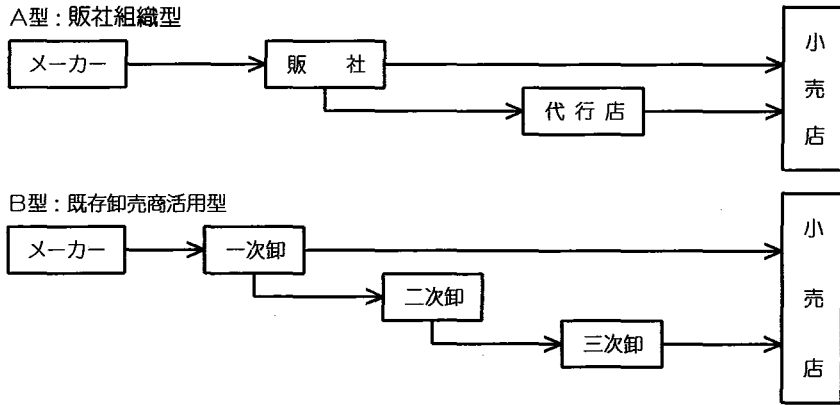 A型：販社組織型
メーカー
販　社
代 行 店
小売店
B型：既存卸売商活用型
メーカー
一次卸
二次卸
三次卸
小売店